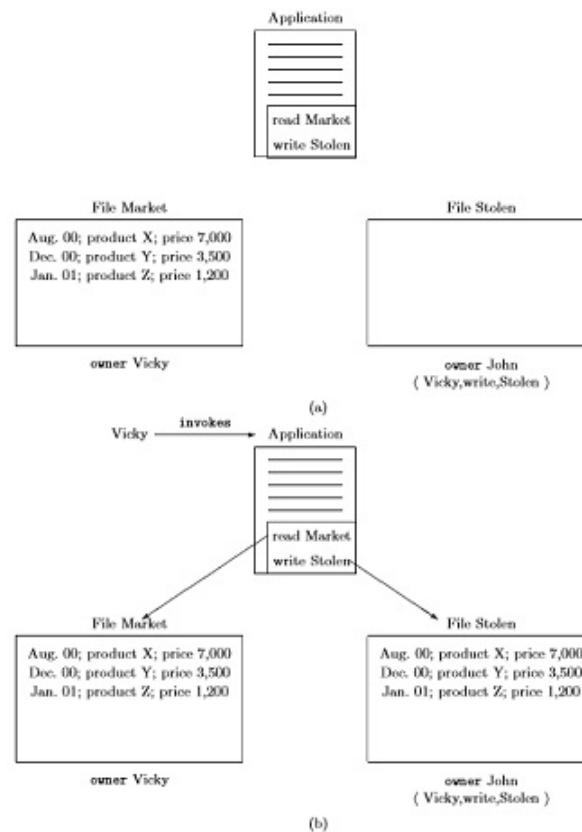 Application
read Market
write Stolen
File Market
Aug. 00; product X; price 7,000
Dec. 00; product Y; price 3,500
Jan. 01; product Z; price 1,200
owner Vicky
File Stolen
owner John
( Vicky,write,Stolen )
(a)
Vicky
invokes
Application
read Market
write Stolen
File Market
Aug. 00; product X; price 7,000
Dec. 00; product Y; price 3,500
Jan. 01; product Z; price 1,200
owner Vicky
File Stolen
Aug. 00; product X; price 7,000
Dec. 00; product Y; price 3,500
Jan. 01; product Z; price 1,200
owner John
( Vicky,write,Stolen )
(b)